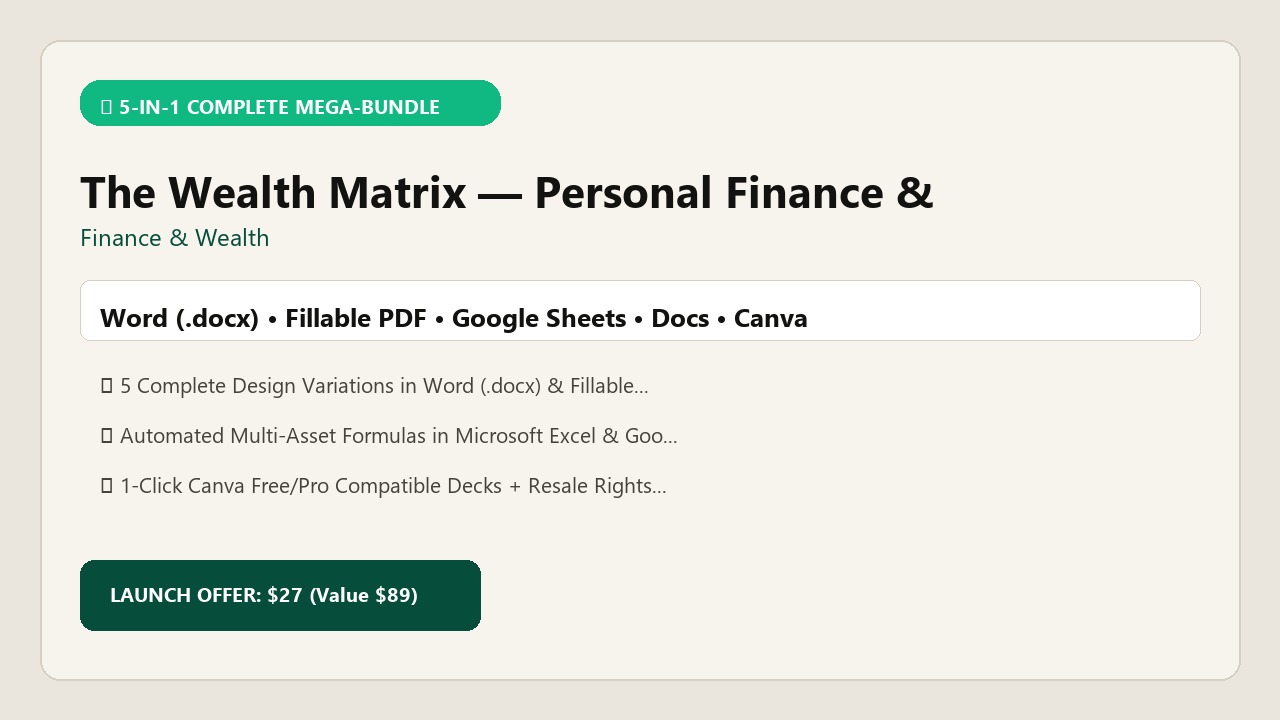 ▯ 5-IN-1 COMPLETE MEGA-BUNDLE
The Wealth Matrix — Personal Finance &
Finance & Wealth
Word (.docx) • Fillable PDF • Google Sheets • Docs • Canva
▯ 5 Complete Design Variations in Word (.docx) & Fillable...
▯ Automated Multi-Asset Formulas in Microsoft Excel & Goo...
▯ 1-Click Canva Free/Pro Compatible Decks + Resale Rights...
LAUNCH OFFER: $27 (Value $89)